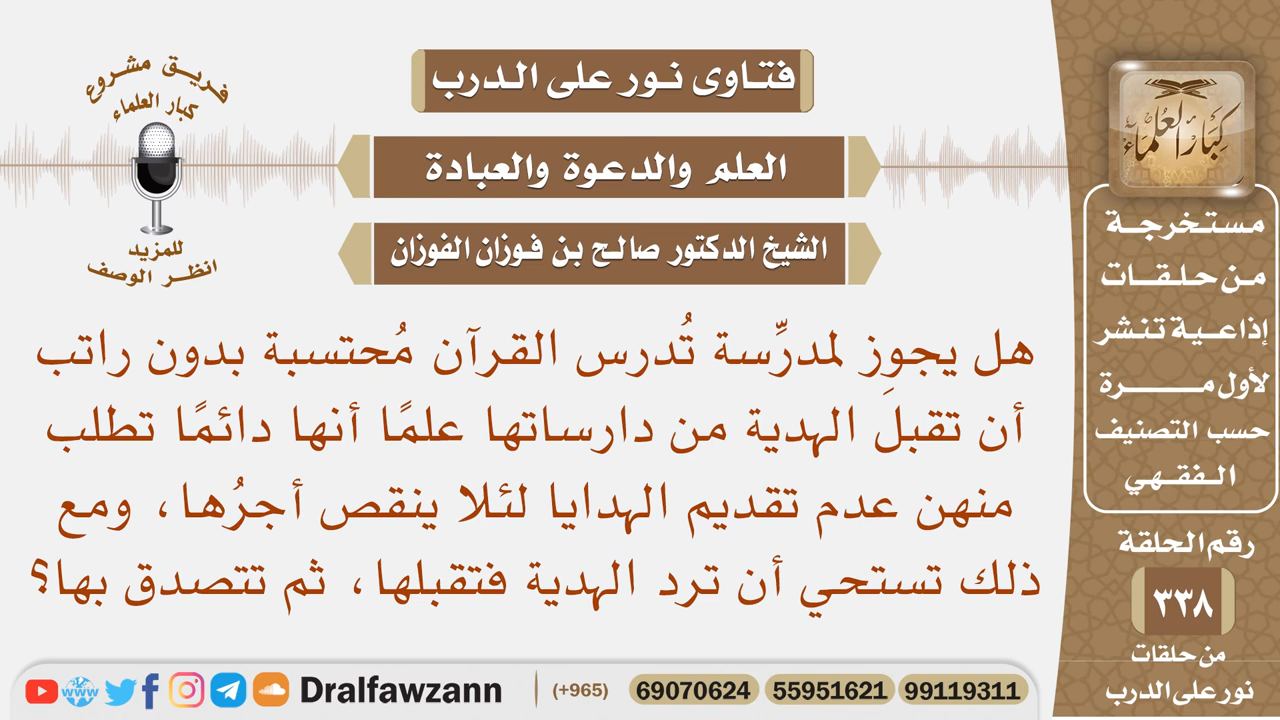 فتاوى نور على الدرب
العلم والدعوة والعبادة
الشيخ الدكتور صالح بن فوزان الفوزان
فريق مشروع
كبار العلماء
للمزيد
انظر الوصف
هل يجوز لمدرِّسة تُدرس القرآن مُحتسبة بدون راتب
أن تقبلَ الهدية من دارساتها علمًا أنها دائمًا تطلب
منهن عدم تقديم الهدايا لئلا ينقص أجرُها، ومع
ذلك تستحي أن ترد الهدية فتقبلها، ثم تتصدق بها؟
كبار العلماء
مستخرجة
من حلقات
إذاعية تنشر
لأول مرة
حسب التصنيف
الفقهي
رقم الحلقة
٣٣٨
من حلقات
نور على الدرب
www Dralfawzann (+965) 69070624 55951621 99119311